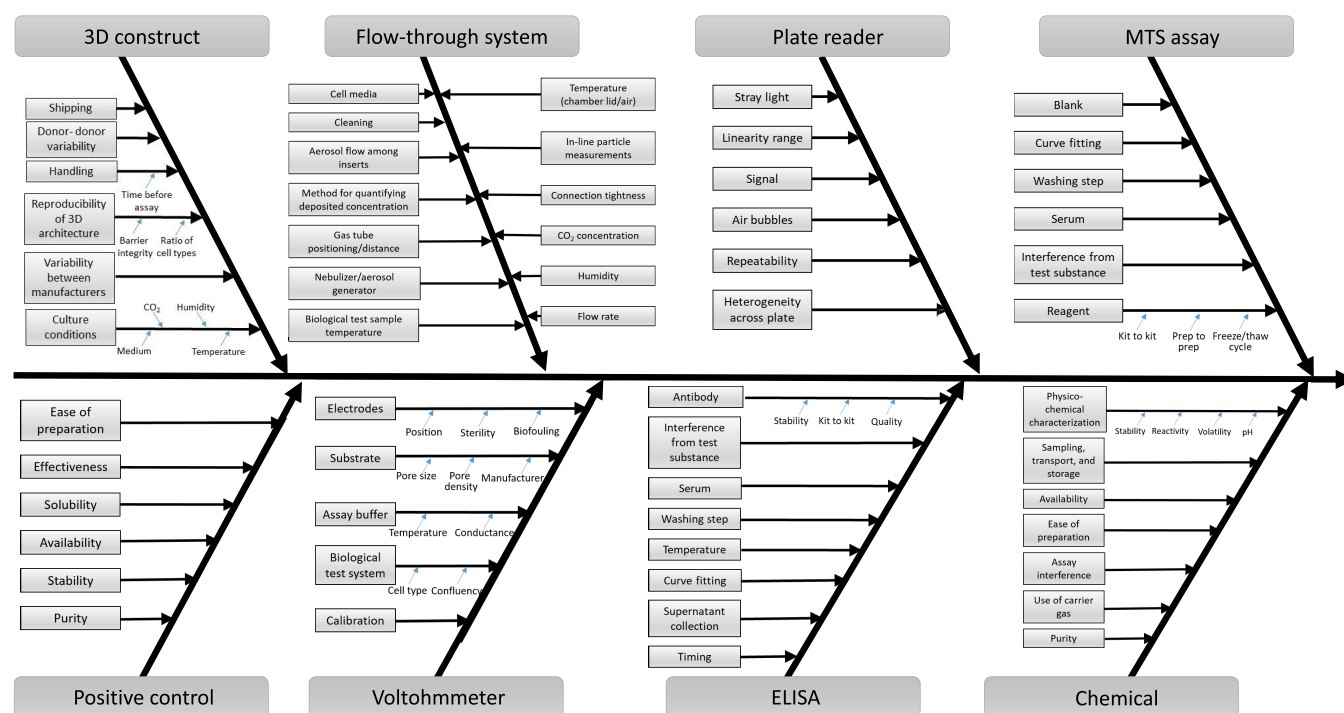 3D construct
Shipping
Donor- donor
variability
Handling
Time before
assay
Reproducibility
of 3D
architecture
Barrier
integrity
Ratio of
cell types
Variability
between
manufacturers
Culture
conditions
CO2
Humidity
Medium
Temperature
Flow-through system
Cell media
Cleaning
Aerosol flow among
inserts
Method for quantifying
deposited concentration
Gas tube
positioning/distance
Nebulizer/aerosol
generator
Biological test sample
temperature
Temperature
(chamber lid/air)
In-line particle
measurements
Connection tightness
CO2 concentration
Humidity
Flow rate
Plate reader
Stray light
Linearity range
Signal
Air bubbles
Repeatability
Heterogeneity
across plate
MTS assay
Blank
Curve fitting
Washing step
Serum
Interference from
test substance
Reagent
Kit to kit
Prep to
prep
Freeze/thaw
cycle
Ease of
preparation
Effectiveness
Solubility
Availability
Stability
Purity
Positive control
Electrodes
Position
Sterility
Biofouling
Substrate
Pore size
Pore
density
Manufacturer
Assay buffer
Temperature
Conductance
Biological
test system
Cell type
Confluency
Calibration
Voltohmmeter
Antibody
Stability
Kit to kit
Quality
Interference
from test
substance
Serum
Washing step
Temperature
Curve fitting
Supernatant
collection
Timing
ELISA
Physico-
chemical
characterization
Stability
Reactivity
Volatility
pH
Sampling,
transport, and
storage
Availability
Ease of
preparation
Assay
interference
Use of carrier
gas
Purity
Chemical